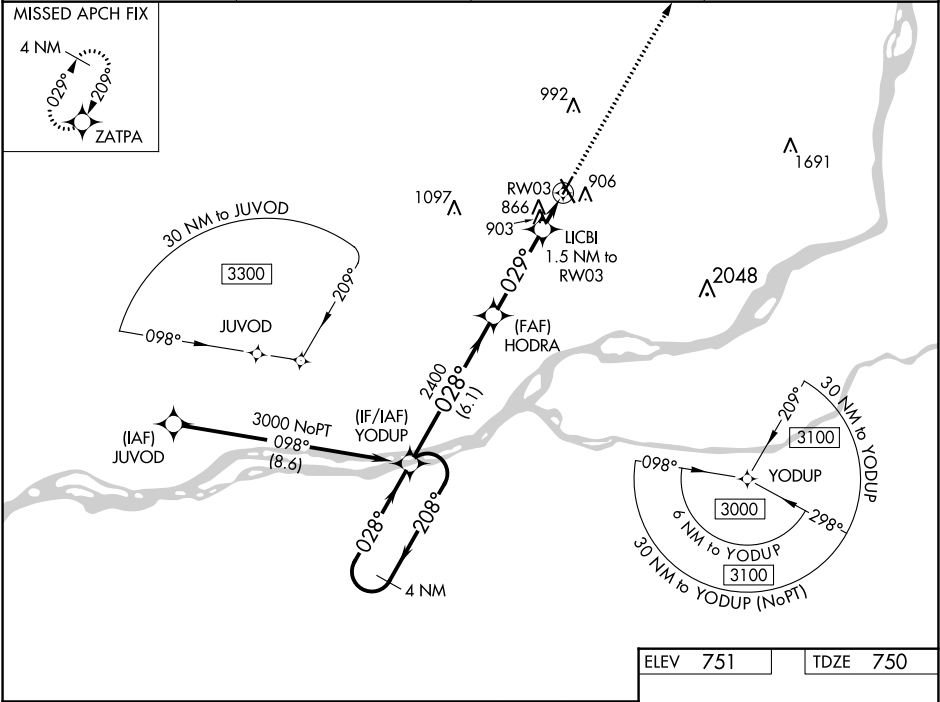 MISSED APCH FIX
4 NM
029°
209°
ZATPA
992
1691
1097
RW03
906
866
903
LICBI
1.5 NM to
RW03
30 NM to JUVOD
3300
209°
098°
JUVOD
029°
2048
(FAF)
HODRA
2400
028°
(6.1)
(IAF)
JUVOD
3000 NoPT
098°
(8.6)
(IF/IAF)
YODUP
028°
208°
4 NM
30 NM to YODUP
209°
3100
098°
YODUP
3000
298°
6 NM to YODUP
3100
30 NM to YODUP (NoPT)
ELEV 751
TDZE 750